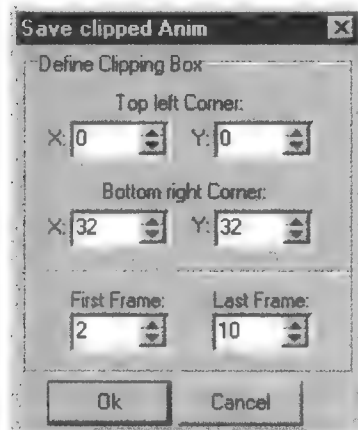 Save clipped Anim
Define Clipping Box
Top left Corner:
X: 0 Y: 0
Bottom right Corner:
X: 32 Y: 32
First Frame: Last Frame:
2 10
Ok Cancel